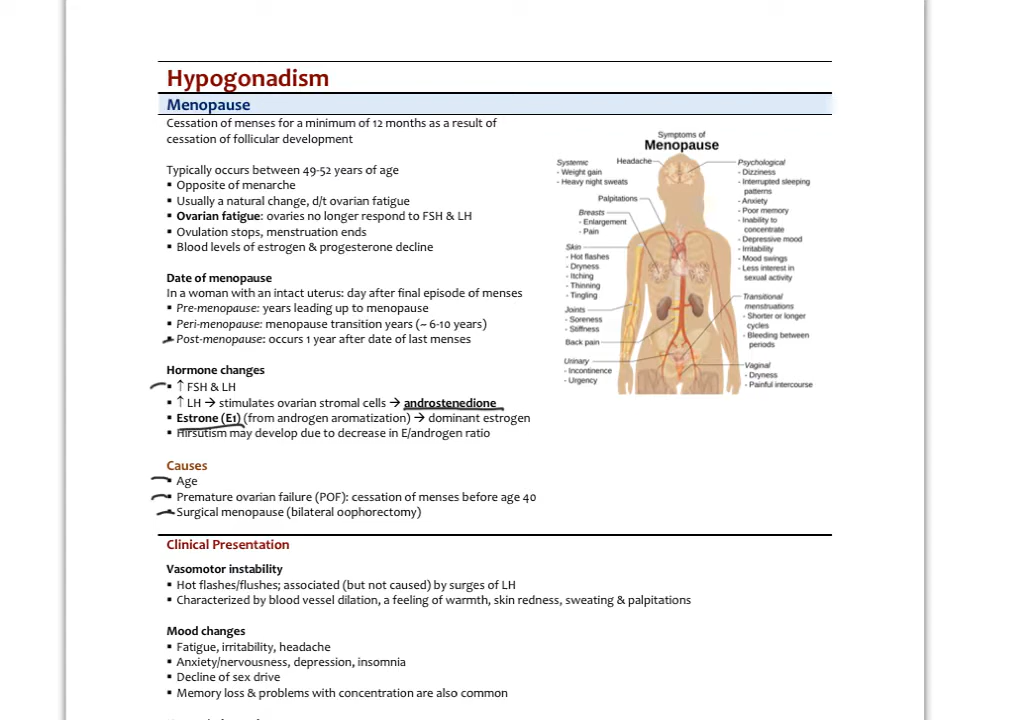 Hypogonadism
Menopause
Cessation of menses for a minimum of 12 months as a result of
cessation of follicular development
Typically occurs between 49-52 years of age
▪ Opposite of menarche
▪ Usually a natural change, d/t ovarian fatigue
▪ Ovarian fatigue: ovaries no longer respond to FSH & LH
▪ Ovulation stops, menstruation ends
▪ Blood levels of estrogen & progesterone decline
Date of menopause
In a woman with an intact uterus: day after final episode of menses
▪ Pre-menopause: years leading up to menopause
▪ Peri-menopause: menopause transition years (~ 6-10 years)
▪ Post-menopause: occurs 1 year after date of last menses
Hormone changes
▪ ↑ FSH & LH
▪ ↑ LH → stimulates ovarian stromal cells → androstenedione
▪ Estrone (E1) (from androgen aromatization) → dominant estrogen
▪ Hirsutism may develop due to decrease in E/androgen ratio
Causes
▪ Age
▪ Premature ovarian failure (POF): cessation of menses before age 40
▪ Surgical menopause (bilateral oophorectomy)
Symptoms of
Menopause
Systemic
- Weight gain
- Heavy night sweats
Headache
Palpitations
Breasts
- Enlargement
- Pain
Skin
- Hot flashes
- Dryness
- Itching
- Thinning
- Tingling
Joints
- Soreness
- Stiffness
Back pain
Urinary
- Incontinence
- Urgency
Psychological
- Dizziness
- Interrupted sleeping
patterns
- Anxiety
- Poor memory
- Inability to
concentrate
- Depressive mood
- Irritability
- Mood swings
- Less interest in
sexual activity
Transitional
menstruations
- Shorter or longer
cycles
- Bleeding between
periods
Vaginal
- Dryness
- Painful intercourse
Clinical Presentation
Vasomotor instability
▪ Hot flashes/flushes; associated (but not caused) by surges of LH
▪ Characterized by blood vessel dilation, a feeling of warmth, skin redness, sweating & palpitations
Mood changes
▪ Fatigue, irritability, headache
▪ Anxiety/nervousness, depression, insomnia
▪ Decline of sex drive
▪ Memory loss & problems with concentration are also common